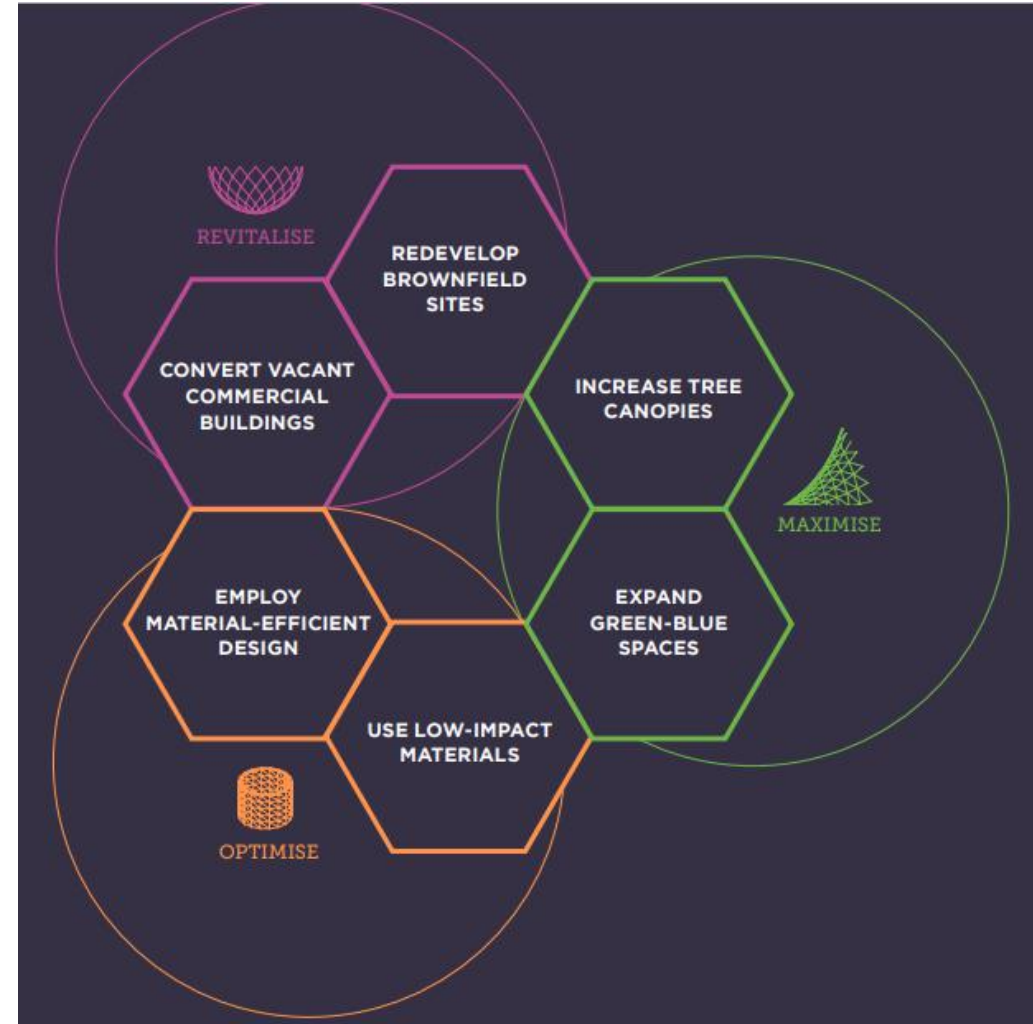 REVITALISE
REDEVELOP
BROWNFIELD
SITES
CONVERT VACANT
COMMERCIAL
BUILDINGS
INCREASE TREE
CANOPIES
MAXIMISE
EXPAND
GREEN-BLUE
SPACES
EMPLOY
MATERIAL-EFFICIENT
DESIGN
USE LOW-IMPACT
MATERIALS
OPTIMISE